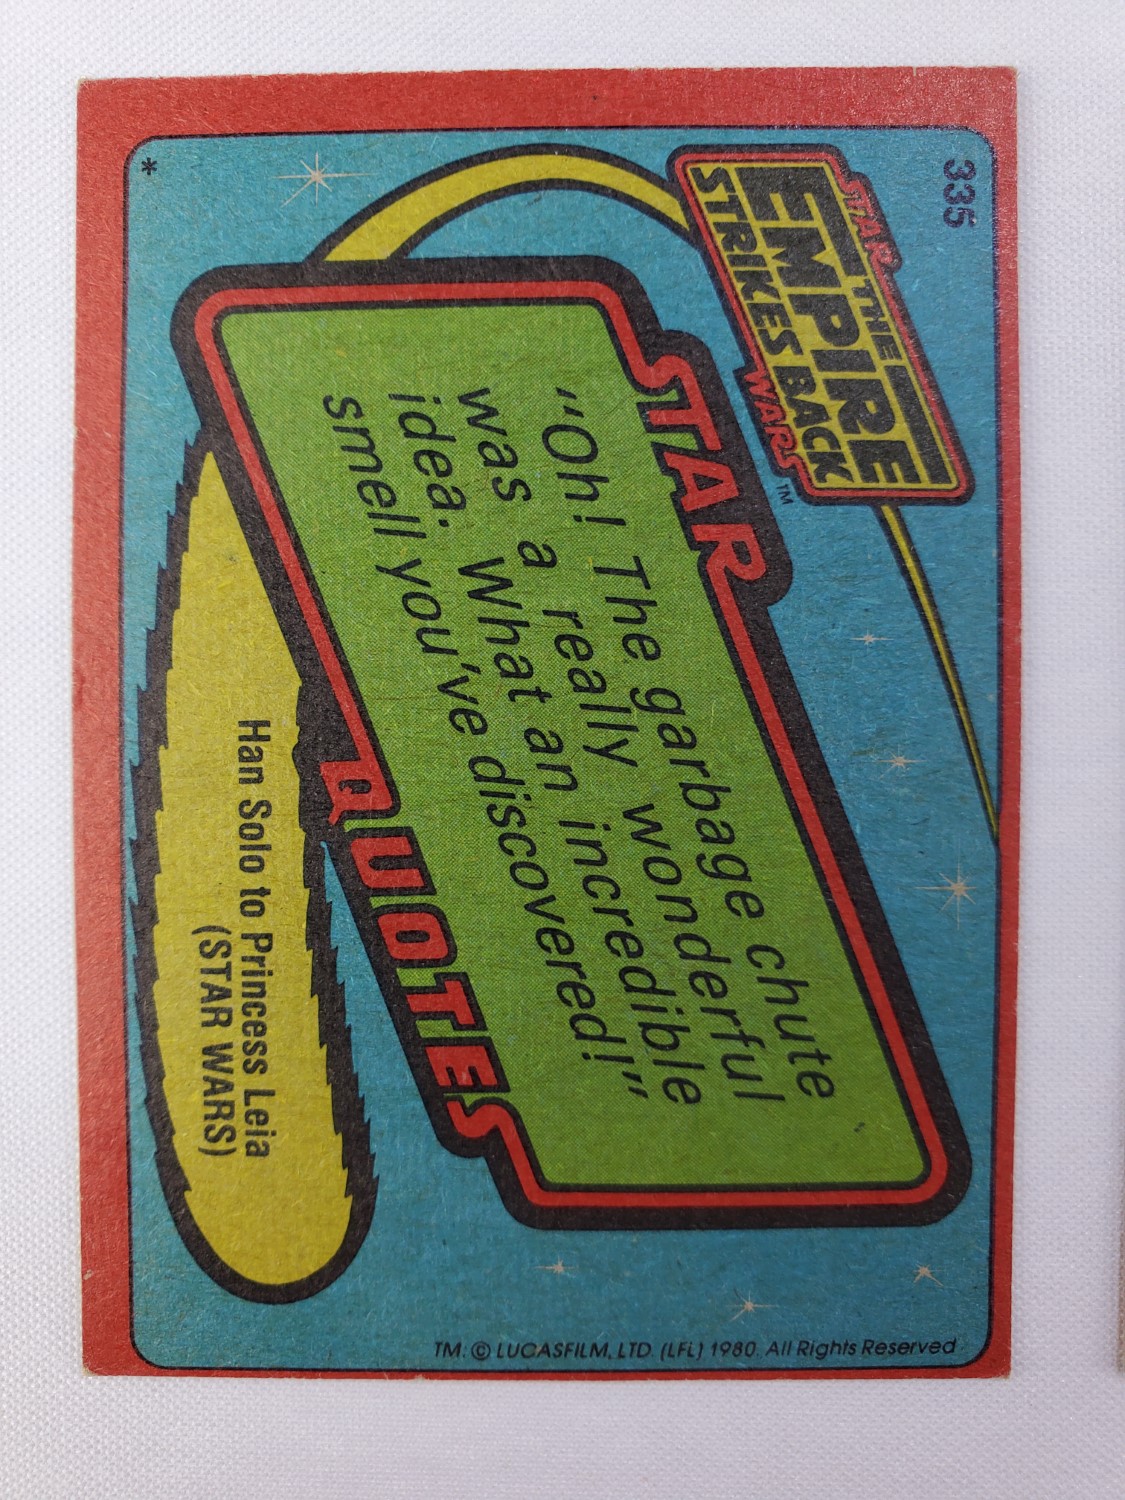 335
STAR
THE
EMPIRE
STRIKES BACK
WARS™
STAR
"Oh! The garbage chute
was a really wonderful
idea. What an incredible
smell you've discovered!"
QUOTES
Han Solo to Princess Leia
(STAR WARS)
*
TM: © LUCASFILM, LTD. (LFL) 1980. All Rights Reserved